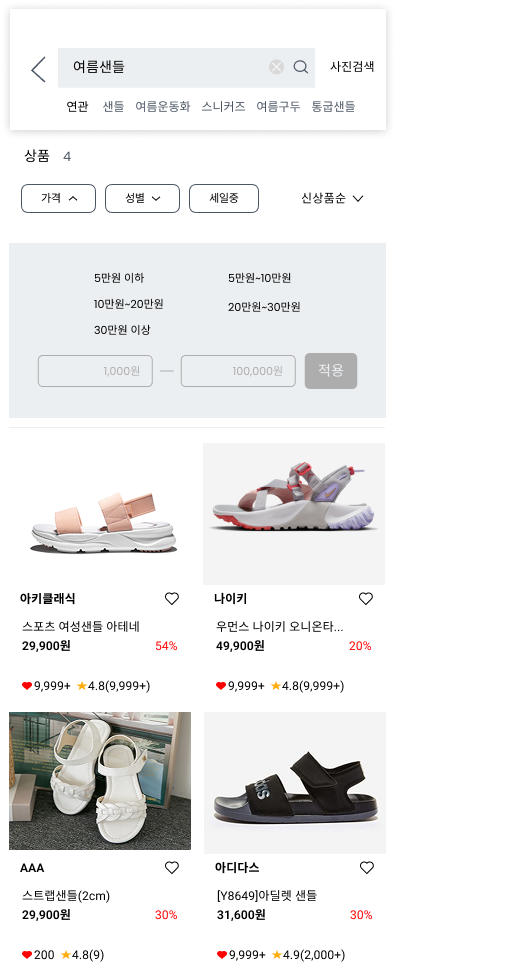 여름샌들 사진검색
연관 샌들 여름운동화 스니커즈 여름구두 통굽샌들
상품 4
가격 성별 세일중 신상품순
5만원 이하 5만원~10만원
10만원~20만원 20만원~30만원
30만원 이상
1,000원 — 100,000원 적용
아키클래식
스포츠 여성샌들 아테네
29,900원 54%
9,999+ ★4.8(9,999+)
나이키
우먼스 나이키 오니온타...
49,900원 20%
9,999+ ★4.8(9,999+)
AAA
스트랩샌들(2cm)
29,900원 30%
200 ★4.8(9)
아디다스
[Y8649]아딜렛 샌들
31,600원 30%
9,999+ ★4.9(2,000+)